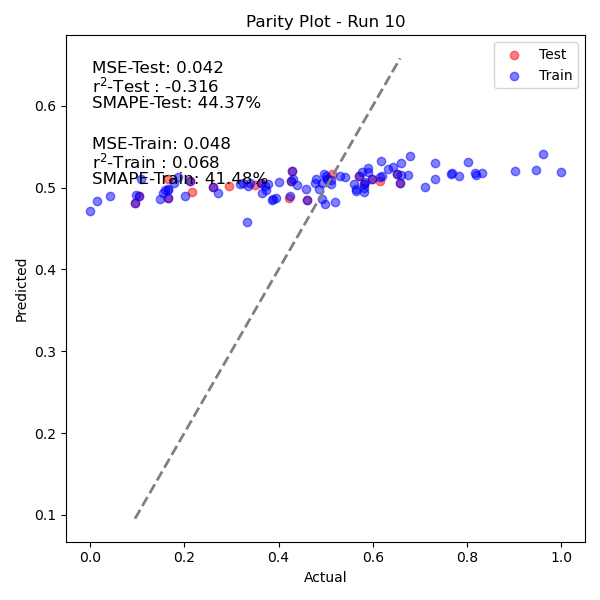 Parity Plot - Run 10
MSE-Test: 0.042
r²-Test : -0.316
SMAPE-Test: 44.37%
MSE-Train: 0.048
r²-Train : 0.068
SMAPE-Train: 41.48%
Test
Train
0.6
0.5
0.4
0.3
0.2
0.1
Predicted
0.0 0.2 0.4 0.6 0.8 1.0
Actual